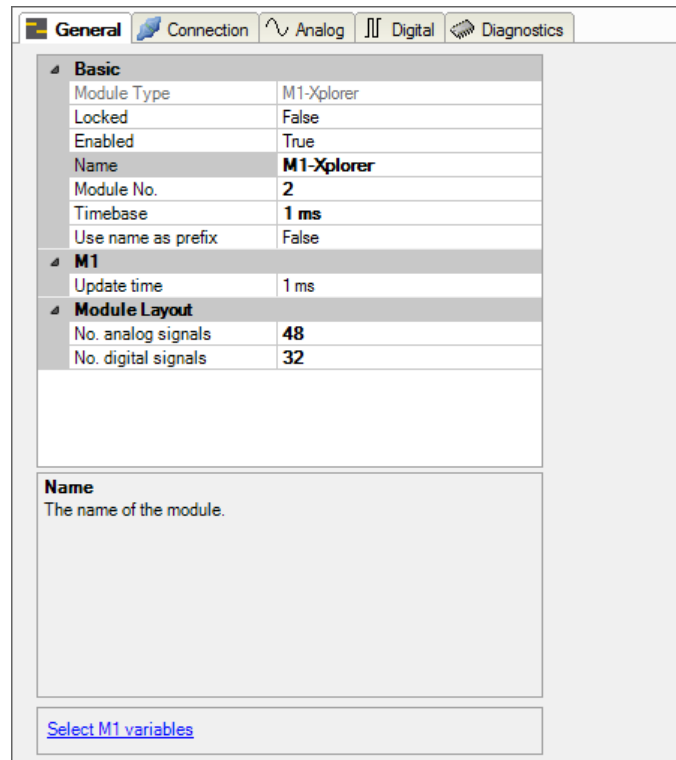 General Connection Analog Digital Diagnostics
Basic
Module Type M1-Xplorer
Locked False
Enabled True
Name M1-Xplorer
Module No. 2
Timebase 1 ms
Use name as prefix False
M1
Update time 1 ms
Module Layout
No. analog signals 48
No. digital signals 32
Name
The name of the module.
Select M1 variables